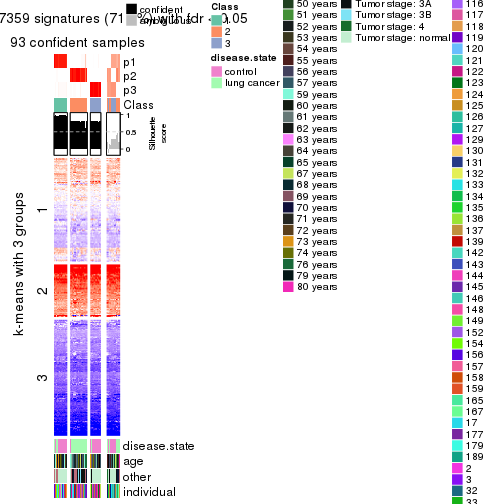 7359 signatures (71 %) with fdr < 0.05
93 confident samples
confident
p1
p2
p3
Class
1
0.5
0
Silhouette
score
k-means with 3 groups
1
2
3
disease.state
age
other
individual
Class
1
2
3
disease.state
control
lung cancer
50 years
51 years
52 years
53 years
54 years
55 years
56 years
57 years
59 years
60 years
61 years
62 years
63 years
64 years
65 years
67 years
68 years
69 years
70 years
71 years
72 years
73 years
74 years
76 years
79 years
80 years
Tumor stage: 3A
Tumor stage: 3B
Tumor stage: 4
Tumor stage: normal
116
117
118
119
120
121
122
123
124
125
126
127
129
130
131
132
133
134
135
136
137
139
142
143
144
145
146
148
149
152
154
156
157
158
159
165
167
17
177
179
189
2
3
32
33